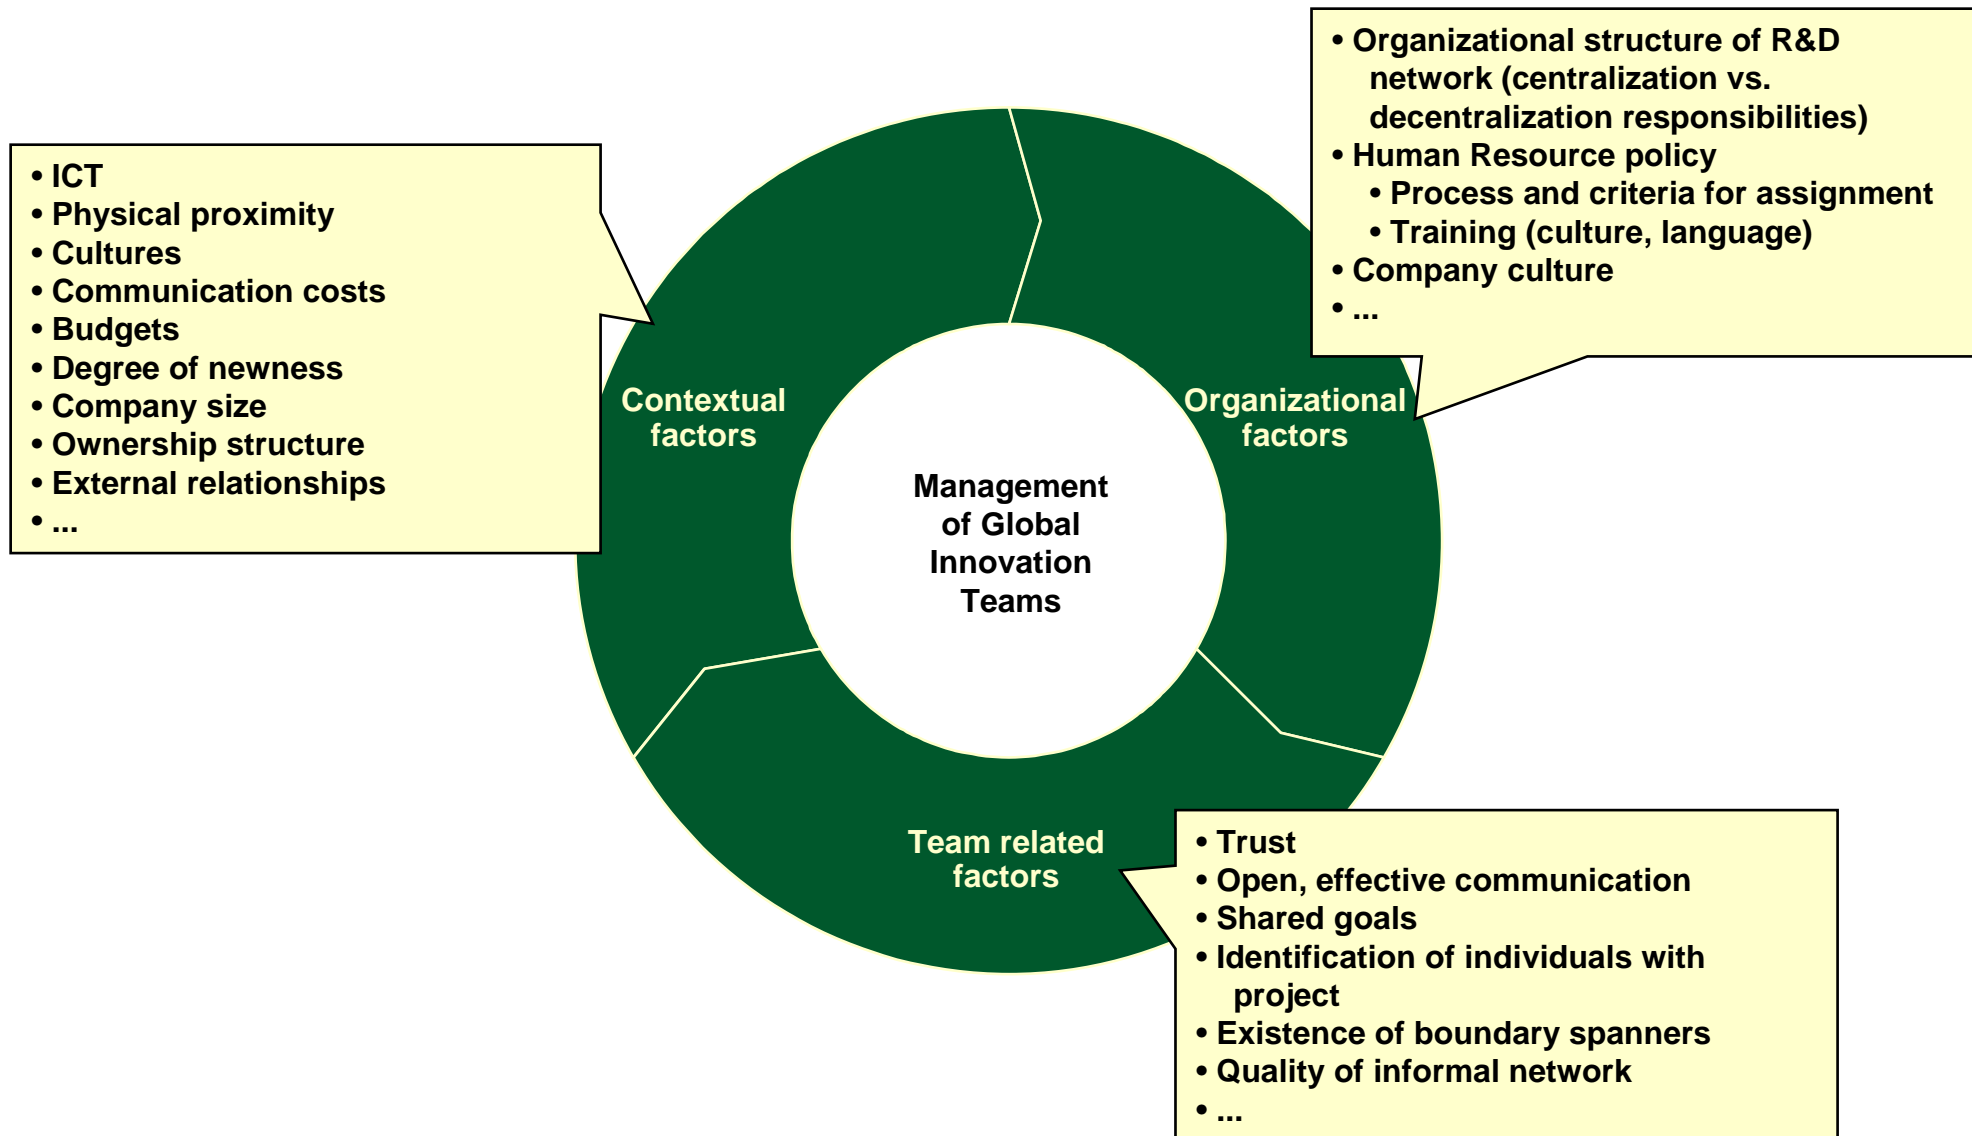 • Organizational structure of R&D
network (centralization vs.
decentralization responsibilities)
• Human Resource policy
• Process and criteria for assignment
• Training (culture, language)
• Company culture
• ...
• ICT
• Physical proximity
• Cultures
• Communication costs
• Budgets
• Degree of newness
• Company size
• Ownership structure
• External relationships
• ...
Contextual
factors
Organizational
factors
Management
of Global
Innovation
Teams
Team related
factors
• Trust
• Open, effective communication
• Shared goals
• Identification of individuals with
project
• Existence of boundary spanners
• Quality of informal network
• ...